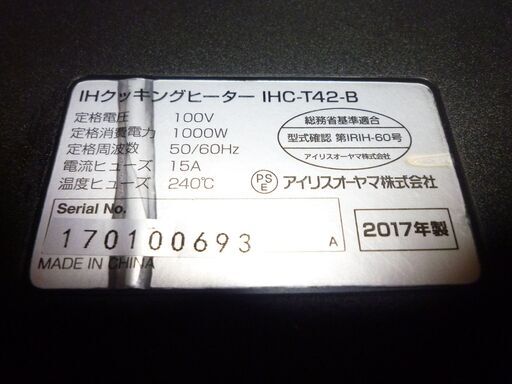 IHクッキングヒーター IHC-T42-B
定格電圧 100V
定格消費電力 1000W
定格周波数 50/60Hz
電流ヒューズ 15A
温度ヒューズ 240℃
総務省基準適合
型式確認 第IRIH-60号
アイリスオーヤマ株式会社
PSE アイリスオーヤマ株式会社
Serial No.
170100693 A
2017年製
MADE IN CHINA